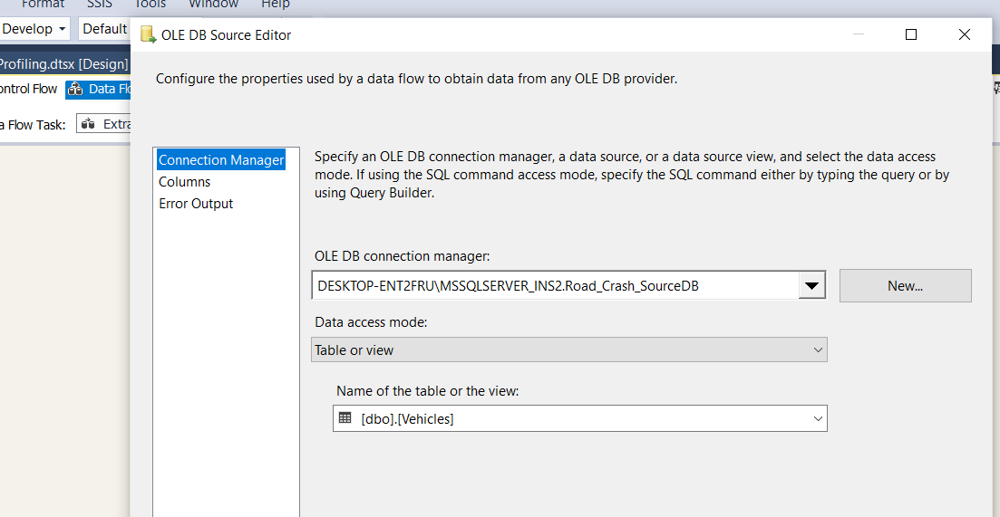 Format SSIS Tools Window Help
Develop Default
OLE DB Source Editor
Profiling.dtsx [Design]
Configure the properties used by a data flow to obtain data from any OLE DB provider.
ontrol Flow Data Flo
a Flow Task: Extra
Connection Manager
Columns
Error Output
Specify an OLE DB connection manager, a data source, or a data source view, and select the data access
mode. If using the SQL command access mode, specify the SQL command either by typing the query or by
using Query Builder.
OLE DB connection manager:
DESKTOP-ENT2FRU\MSSQLSERVER_INS2.Road_Crash_SourceDB
New...
Data access mode:
Table or view
Name of the table or the view:
[dbo].[Vehicles]